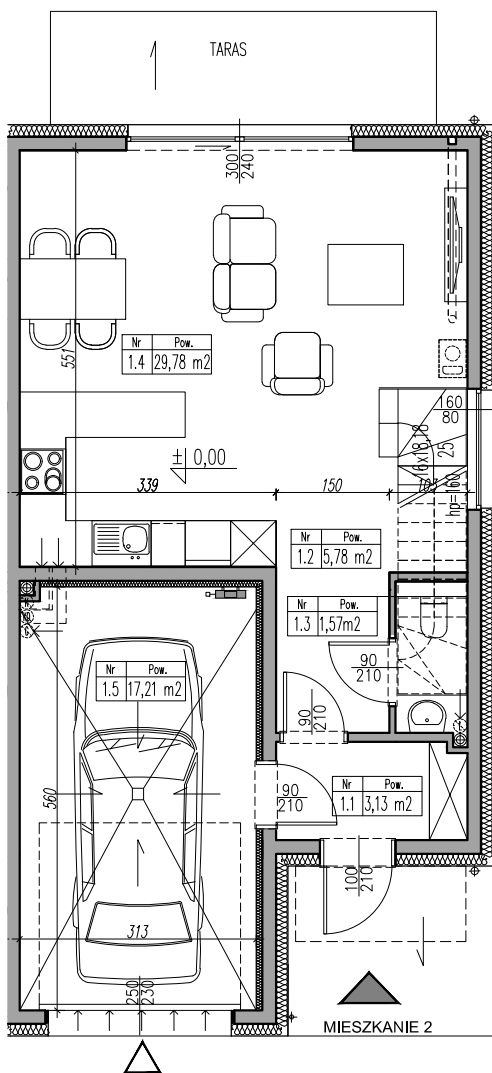 TARAS
300
240
Nr Pow.
1.4 29,78 m2
551
160
80
± 0,00
16x18,18
25
339
150
103
hp=160
Nr Pow.
1.2 5,78 m2
Nr Pow.
1.3 1,57m2
90
210
Nr Pow.
1.5 17,21 m2
90
210
90
210
Nr Pow.
1.1 3,13 m2
560
100
210
313
250
230
MIESZKANIE 2